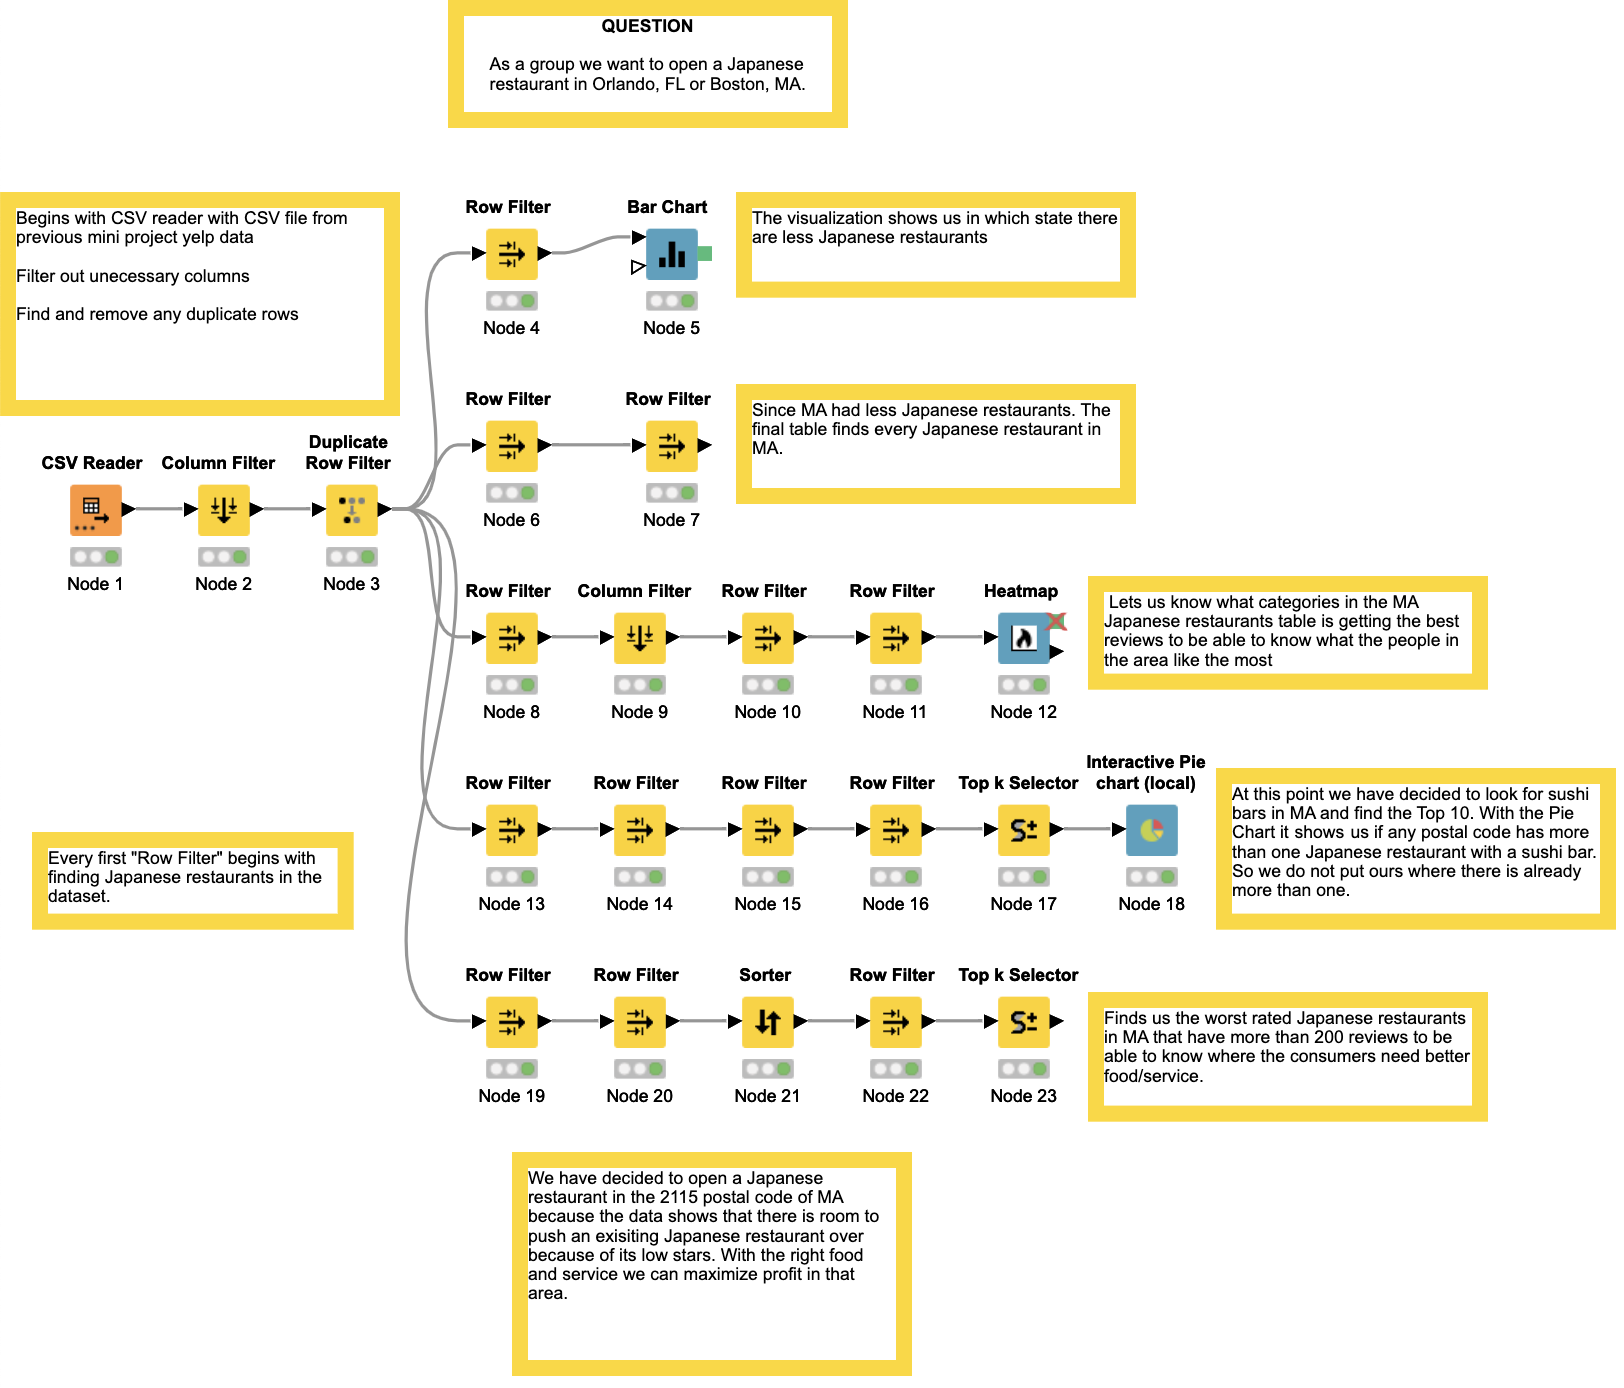 QUESTION
As a group we want to open a Japanese
restaurant in Orlando, FL or Boston, MA.
Begins with CSV reader with CSV file from
previous mini project yelp data
Filter out unecessary columns
Find and remove any duplicate rows
Row Filter
Bar Chart
Node 4
Node 5
The visualization shows us in which state there
are less Japanese restaurants
Row Filter
Row Filter
Node 6
Node 7
Since MA had less Japanese restaurants. The
final table finds every Japanese restaurant in
MA.
CSV Reader
Column Filter
Duplicate
Row Filter
Node 1
Node 2
Node 3
Row Filter
Column Filter
Row Filter
Row Filter
Heatmap
Node 8
Node 9
Node 10
Node 11
Node 12
Lets us know what categories in the MA
Japanese restaurants table is getting the best
reviews to be able to know what the people in
the area like the most
Row Filter
Row Filter
Row Filter
Row Filter
Top k Selector
Interactive Pie
chart (local)
Node 13
Node 14
Node 15
Node 16
Node 17
Node 18
At this point we have decided to look for sushi
bars in MA and find the Top 10. With the Pie
Chart it shows us if any postal code has more
than one Japanese restaurant with a sushi bar.
So we do not put ours where there is already
more than one.
Every first "Row Filter" begins with
finding Japanese restaurants in the
dataset.
Row Filter
Row Filter
Sorter
Row Filter
Top k Selector
Node 19
Node 20
Node 21
Node 22
Node 23
Finds us the worst rated Japanese restaurants
in MA that have more than 200 reviews to be
able to know where the consumers need better
food/service.
We have decided to open a Japanese
restaurant in the 2115 postal code of MA
because the data shows that there is room to
push an exisiting Japanese restaurant over
because of its low stars. With the right food
and service we can maximize profit in that
area.